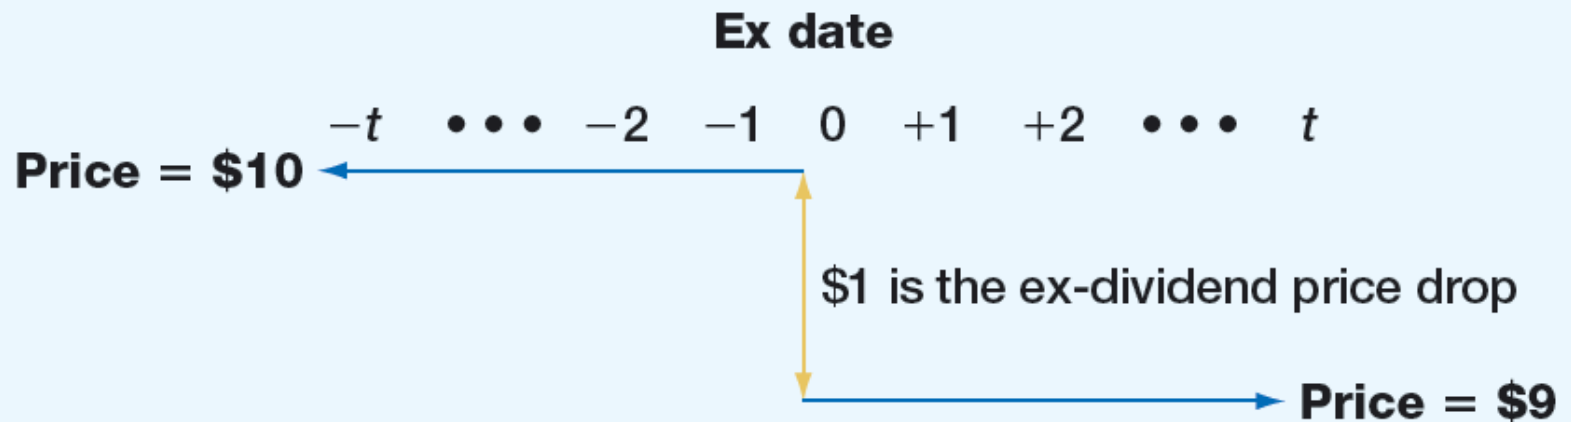 Ex date
−t ••• −2 −1 0 +1 +2 ••• t
Price = $10
$1 is the ex-dividend price drop
Price = $9